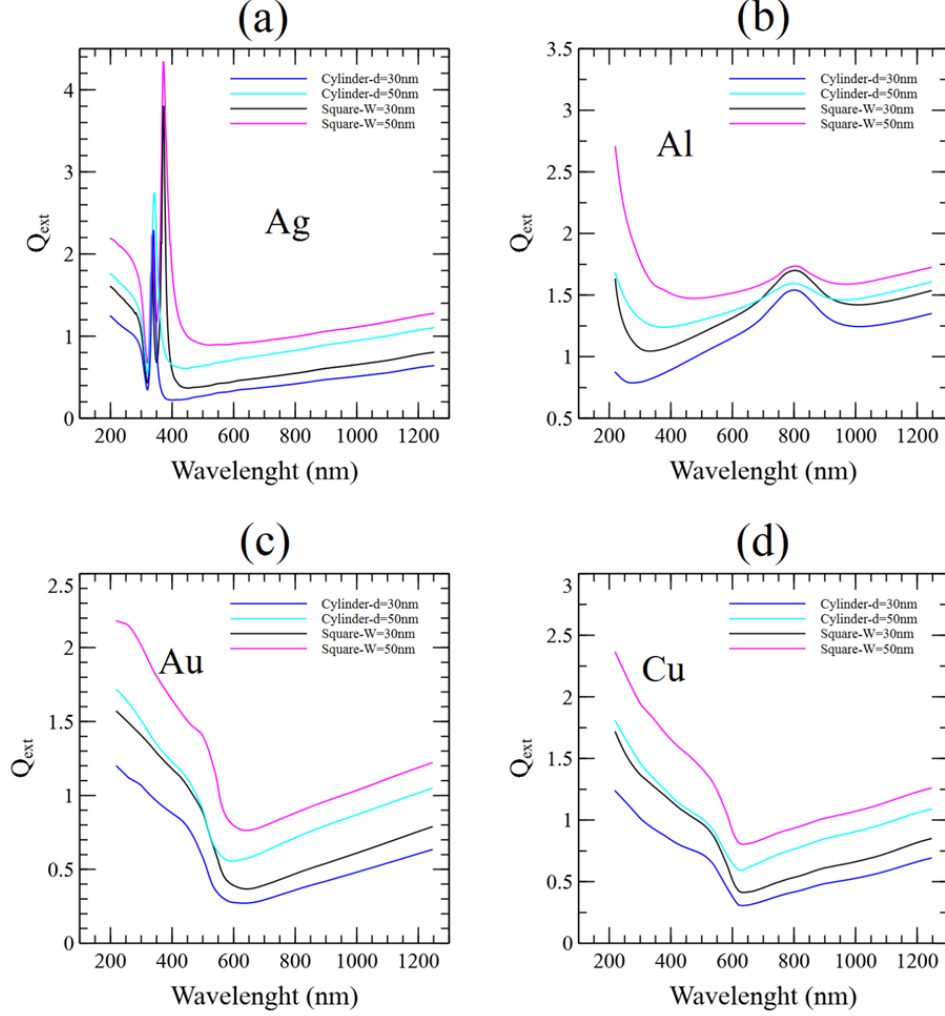 (a)
4
3
2
1
0
200 400 600 800 1000 1200
Q_ext
Wavelenght (nm)
Cylinder-d=30nm
Cylinder-d=50nm
Square-W=30nm
Square-W=50nm
Ag
(b)
3.5
3
2.5
2
1.5
1
0.5
200 400 600 800 1000 1200
Q_ext
Wavelenght (nm)
Cylinder-d=30nm
Cylinder-d=50nm
Square-W=30nm
Square-W=50nm
Al
(c)
2.5
2
1.5
1
0.5
0
200 400 600 800 1000 1200
Q_ext
Wavelenght (nm)
Cylinder-d=30nm
Cylinder-d=50nm
Square-W=30nm
Square-W=50nm
Au
(d)
3
2.5
2
1.5
1
0.5
0
200 400 600 800 1000 1200
Q_ext
Wavelenght (nm)
Cylinder-d=30nm
Cylinder-d=50nm
Square-W=30nm
Square-W=50nm
Cu